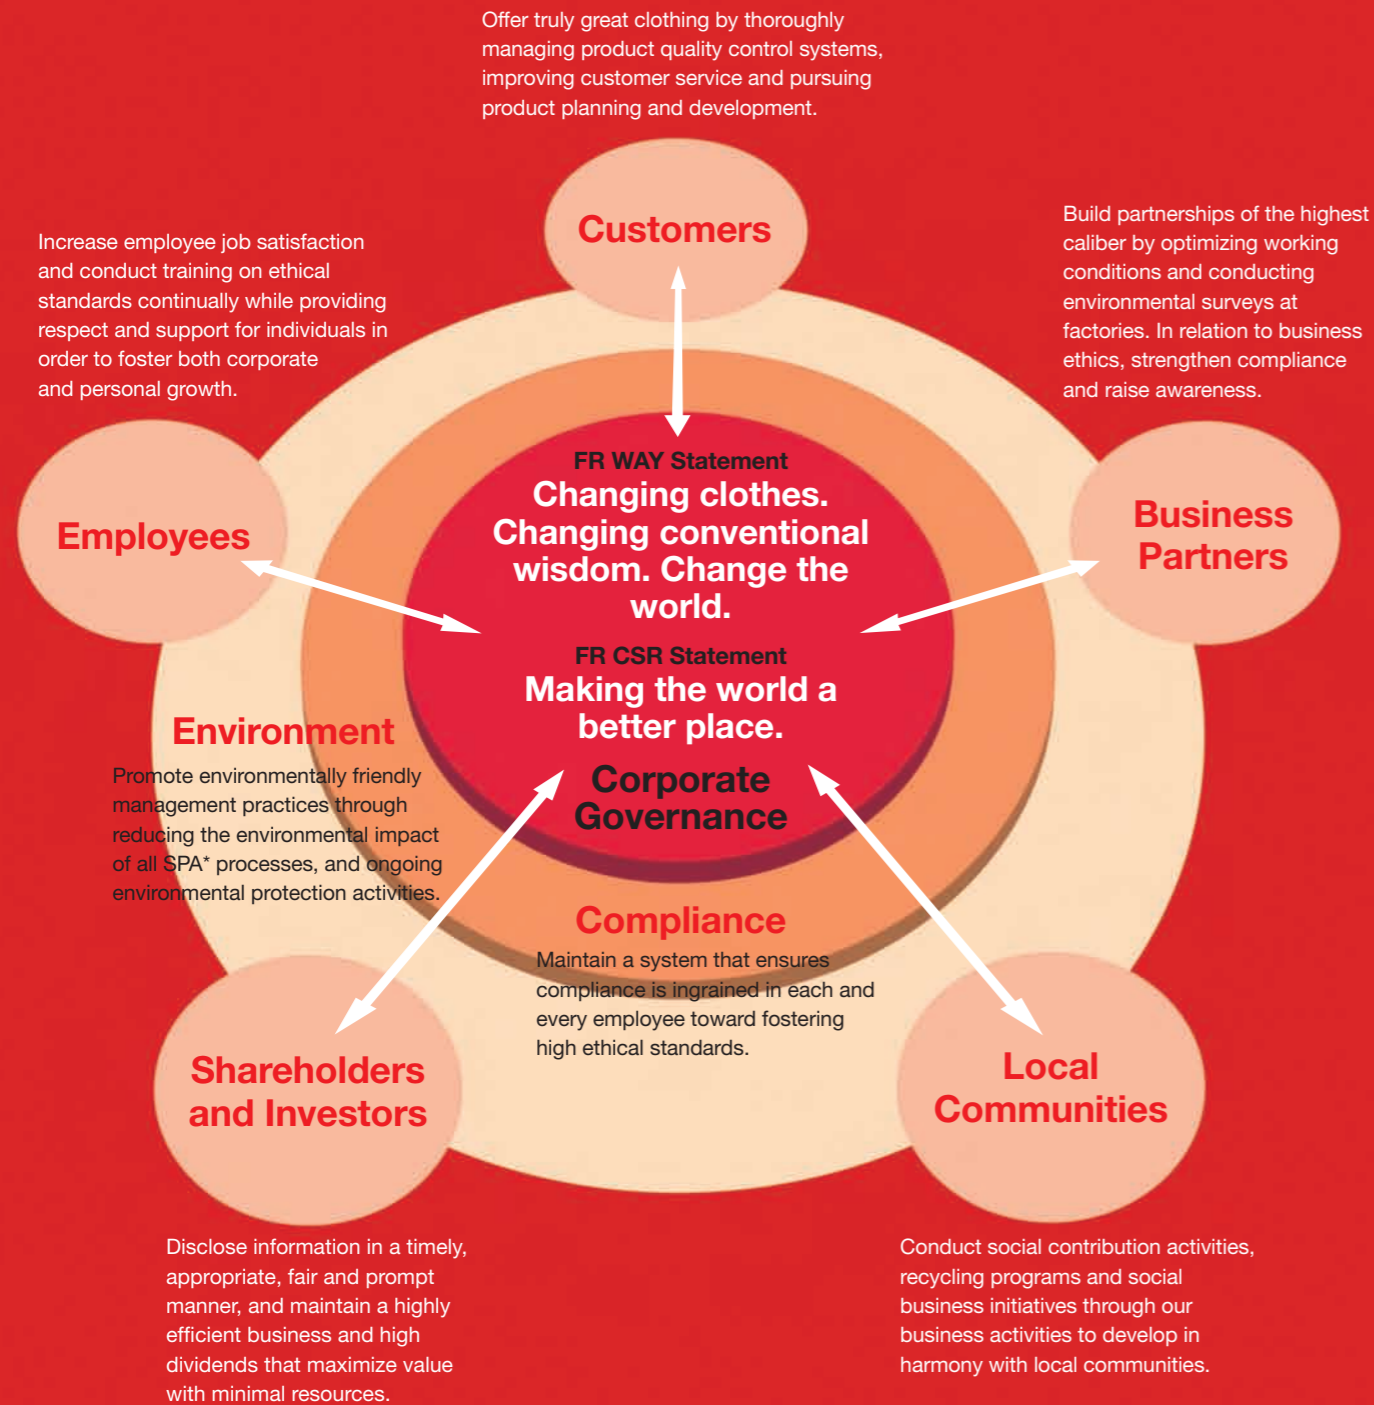 Offer truly great clothing by thoroughly
managing product quality control systems,
improving customer service and pursuing
product planning and development.
Customers
Increase employee job satisfaction
and conduct training on ethical
standards continually while providing
respect and support for individuals in
order to foster both corporate
and personal growth.
Employees
Build partnerships of the highest
caliber by optimizing working
conditions and conducting
environmental surveys at
factories. In relation to business
ethics, strengthen compliance
and raise awareness.
Business
Partners
FR WAY Statement
Changing clothes.
Changing conventional
wisdom. Change the
world.
FR CSR Statement
Making the world a
better place.
Corporate
Governance
Environment
Promote environmentally friendly
management practices through
reducing the environmental impact
of all SPA* processes, and ongoing
environmental protection activities.
Compliance
Maintain a system that ensures
compliance is ingrained in each and
every employee toward fostering
high ethical standards.
Shareholders
and Investors
Disclose information in a timely,
appropriate, fair and prompt
manner, and maintain a highly
efficient business and high
dividends that maximize value
with minimal resources.
Local
Communities
Conduct social contribution activities,
recycling programs and social
business initiatives through our
business activities to develop in
harmony with local communities.